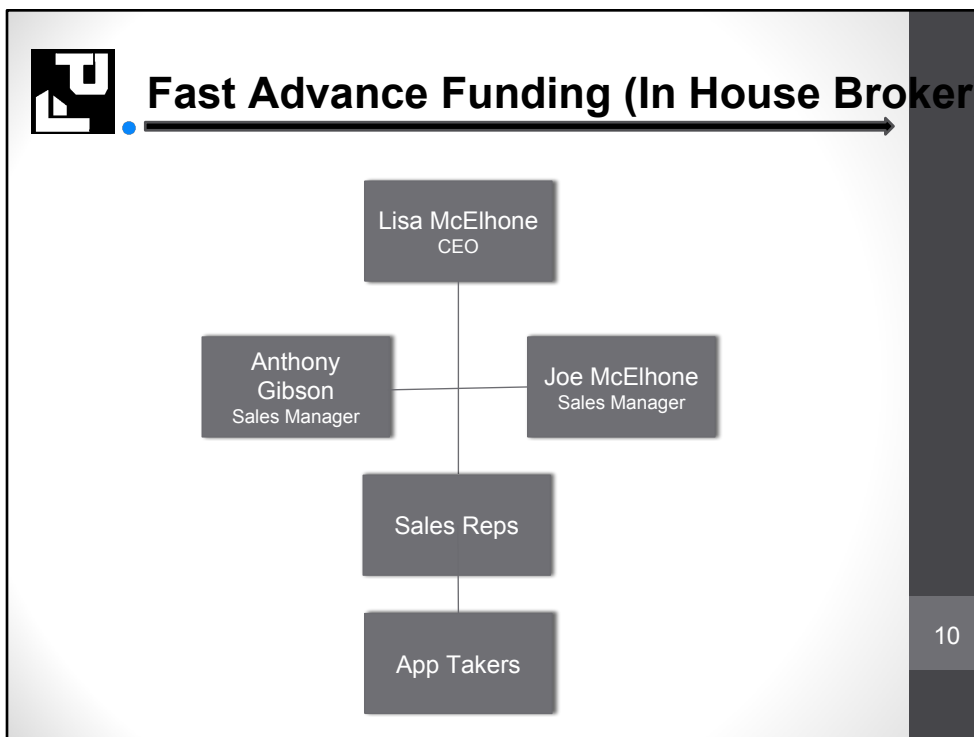 Fast Advance Funding (In House Broker
Lisa McElhone
CEO
Anthony
Gibson
Sales Manager
Joe McElhone
Sales Manager
Sales Reps
App Takers
10